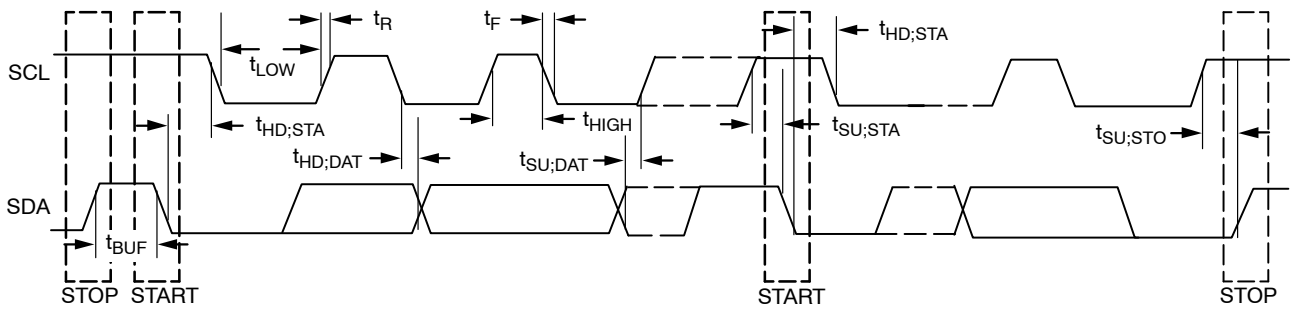 tR
tF
tHD;STA
SCL
tLOW
tHD;STA
tHIGH
tSU;STA
tSU;STO
tHD;DAT
tSU;DAT
SDA
tBUF
STOP
START
START
STOP